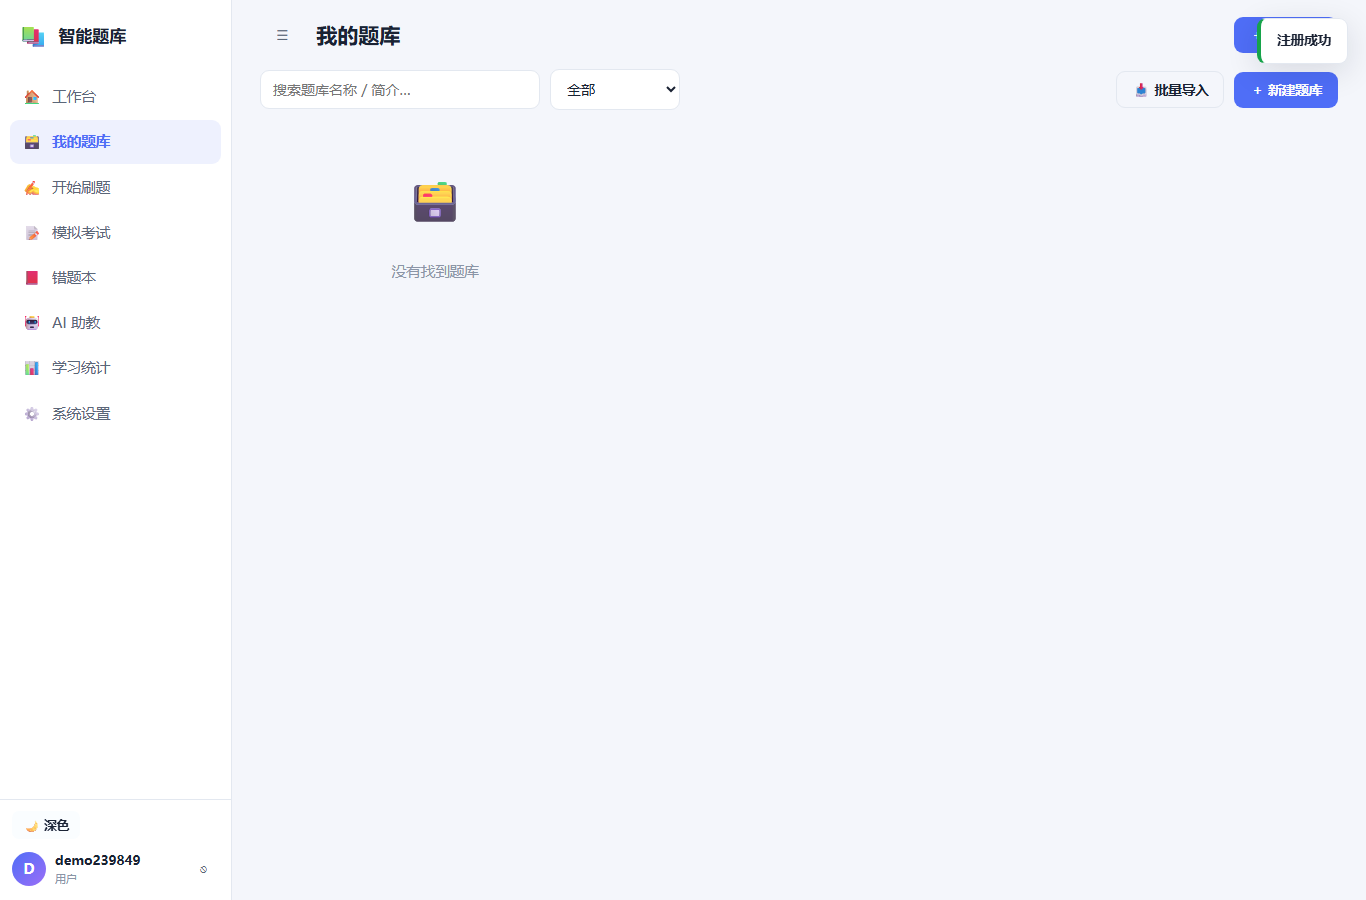 智能题库
工作台
我的题库
开始刷题
模拟考试
错题本
AI 助教
学习统计
系统设置
深色
D
demo239849
用户
☰
我的题库
注册成功
搜索题库名称 / 简介...
全部
批量导入
+ 新建题库
没有找到题库